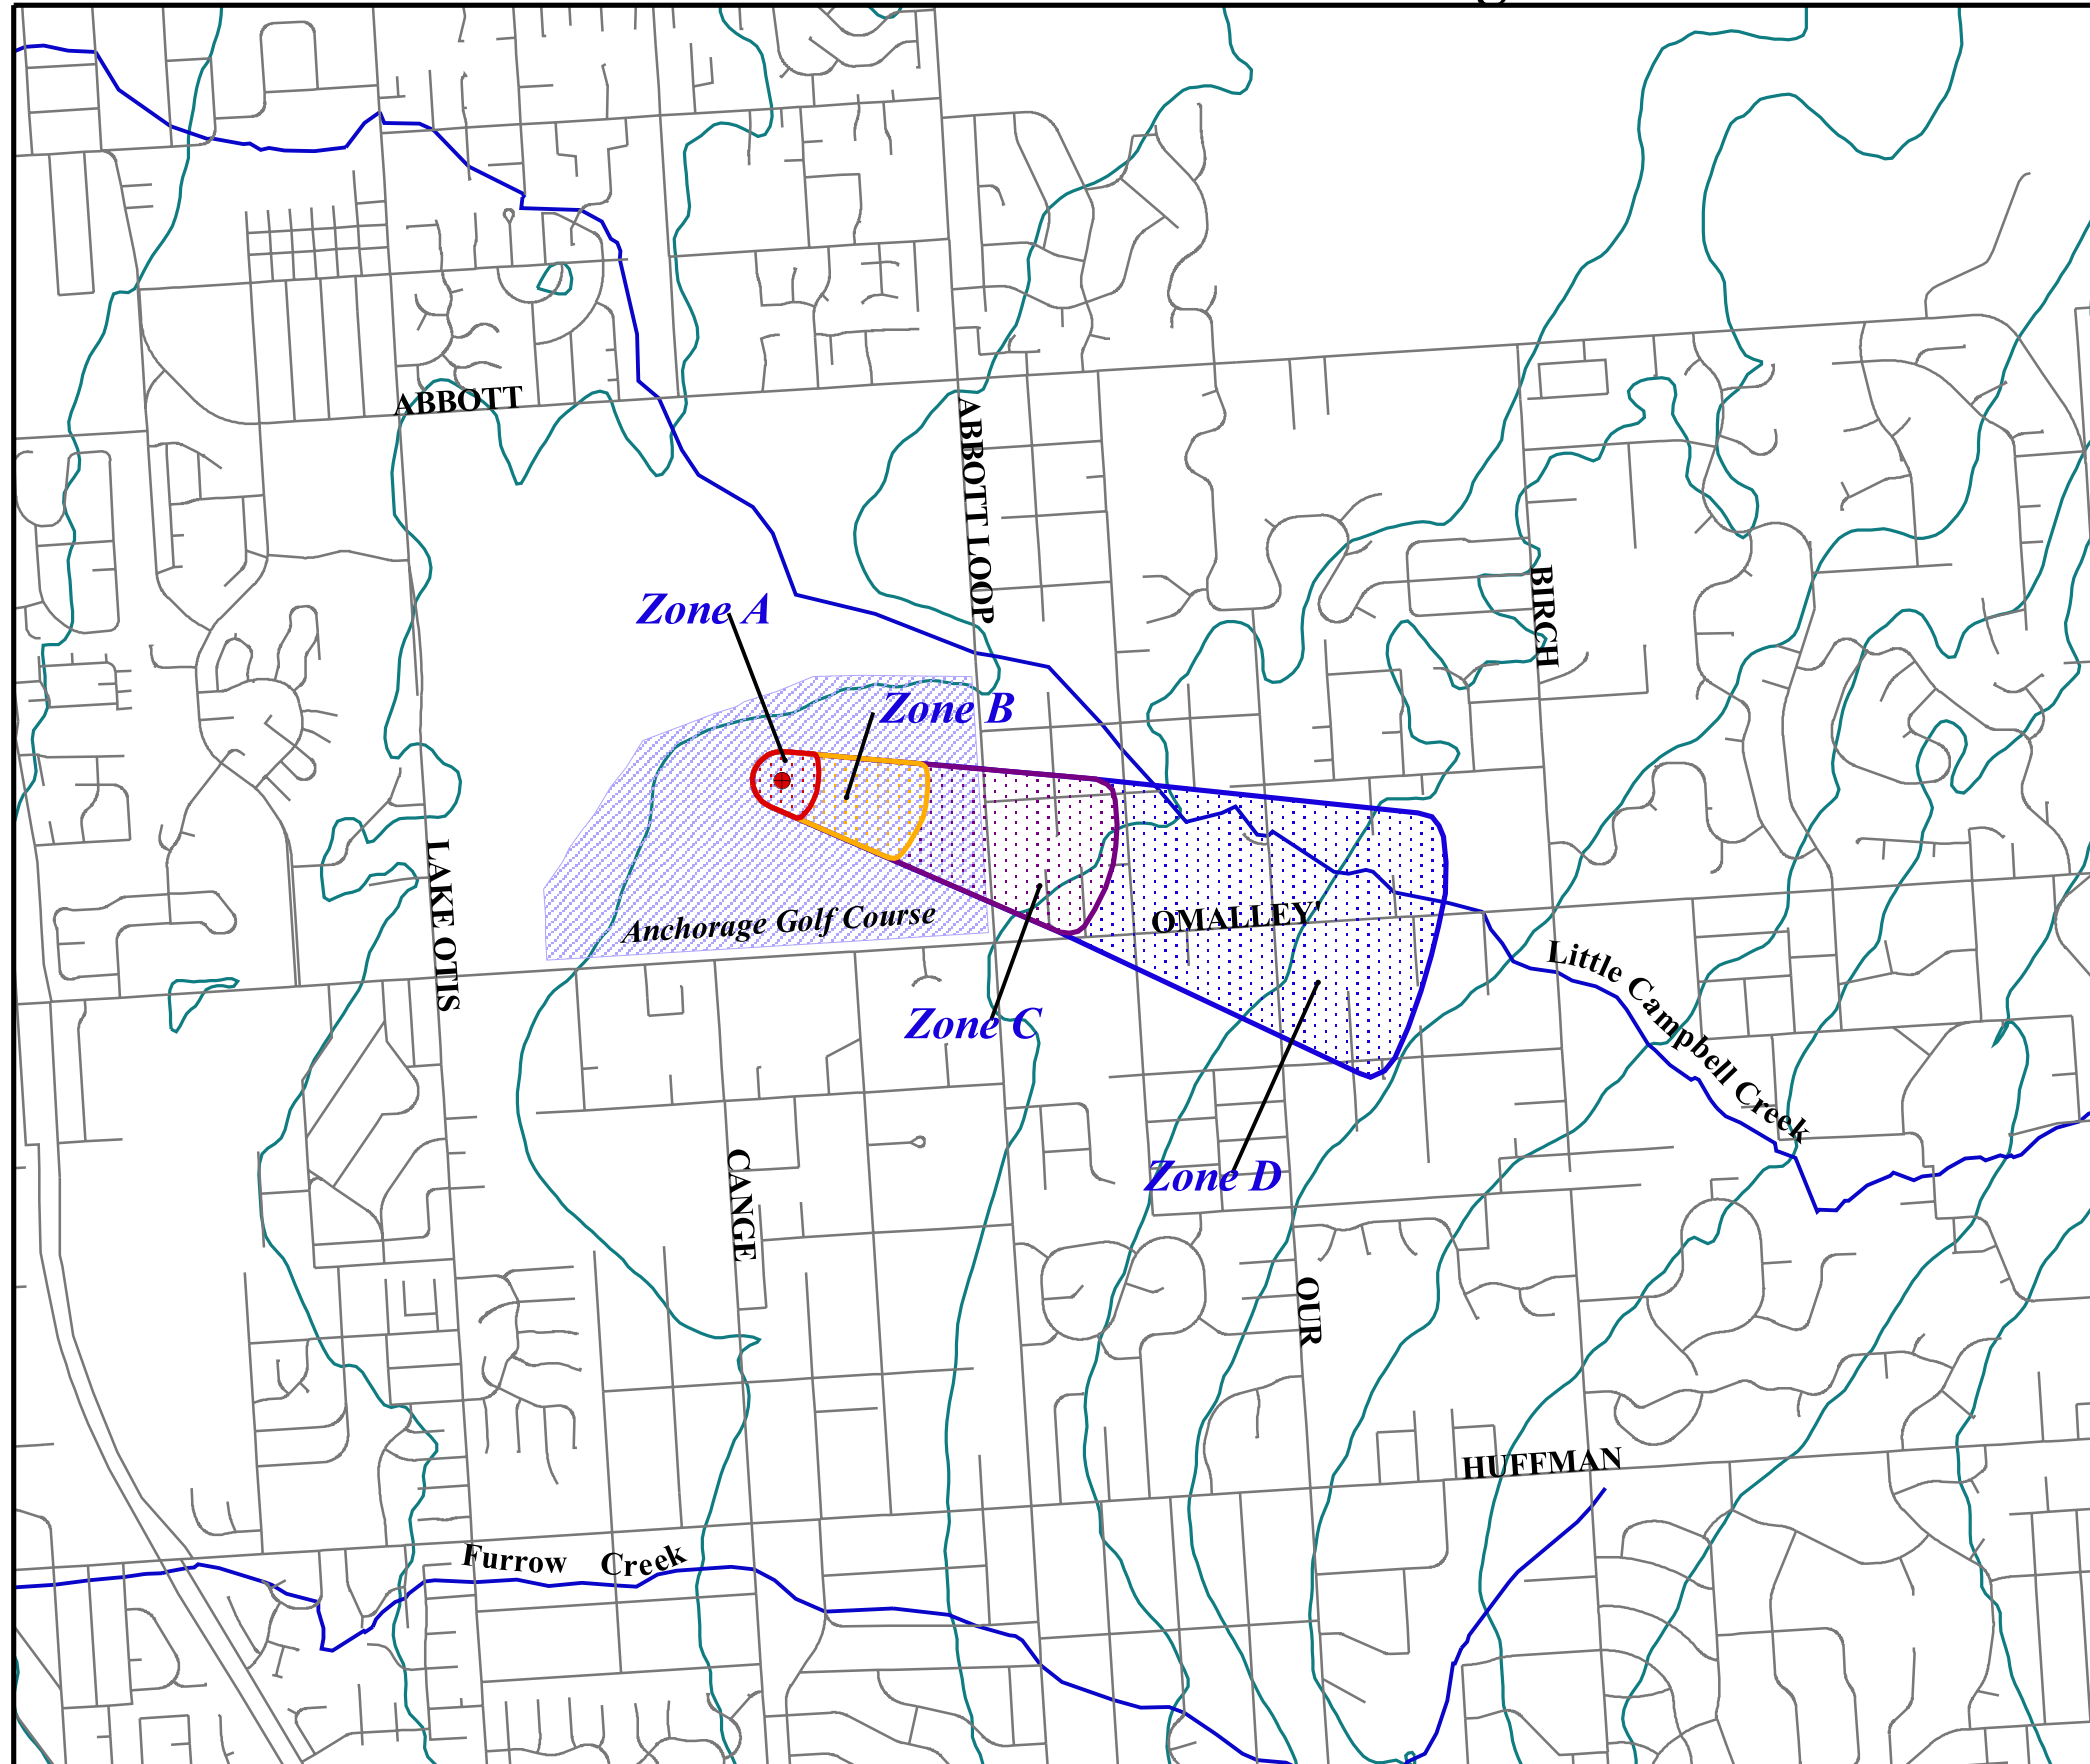 ABBOTT
ABBOTT LOOP
BIRCH
Zone A
Zone B
LAKE OTIS
Anchorage Golf Course
OMALLEY'
Little Campbell Creek
Zone C
Zone D
CANGE
OUR
HUFFMAN
Furrow Creek